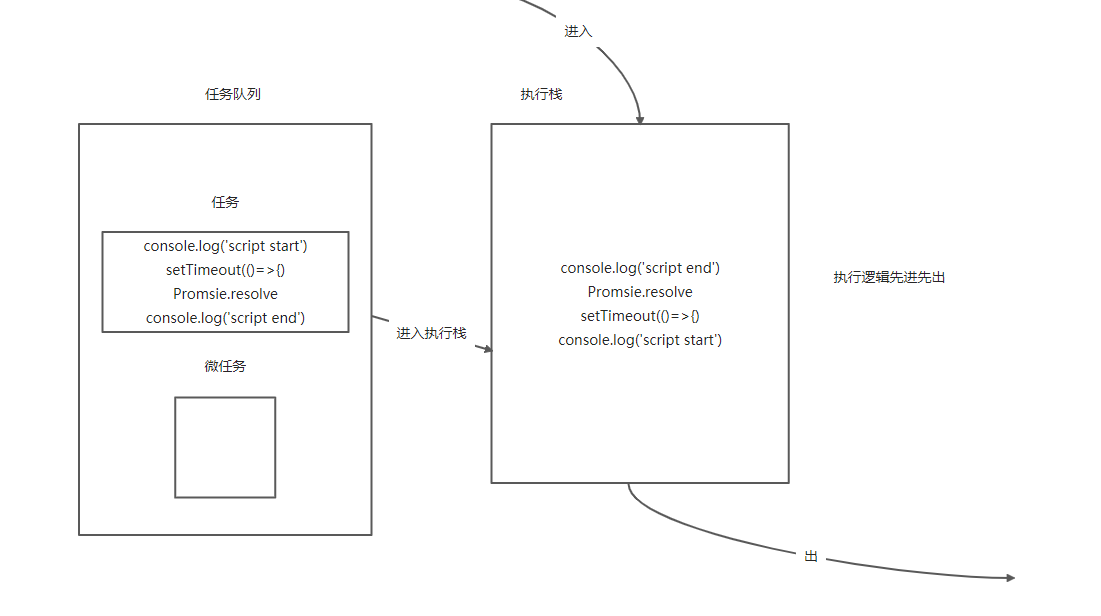 进入
任务队列
执行栈
任务
console.log('script start')
setTimeout(()=>{)
Promsie.resolve
console.log('script end')
进入执行栈
微任务
console.log('script end')
Promsie.resolve
setTimeout(()=>{)
console.log('script start')
执行逻辑先进先出
出